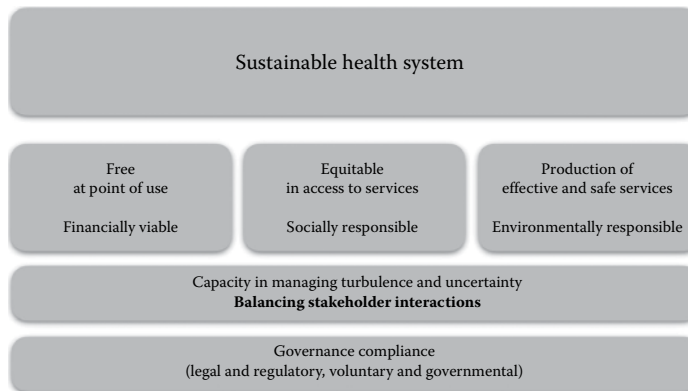 Sustainable health system
Free
at point of use
Financially viable
Equitable
in access to services
Socially responsible
Production of
effective and safe services
Environmentally responsible
Capacity in managing turbulence and uncertainty
Balancing stakeholder interactions
Governance compliance
(legal and regulatory, voluntary and governmental)